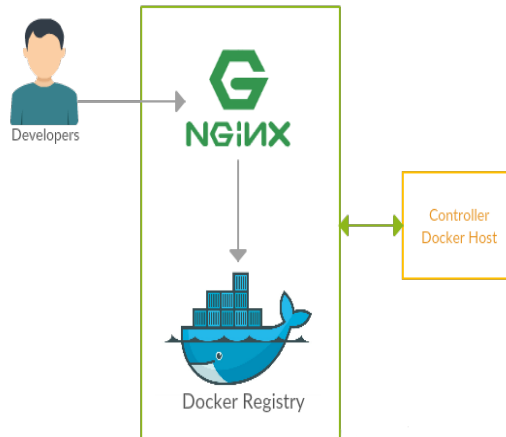 Developers
NGiNX
Controller
Docker Host
Docker Registry